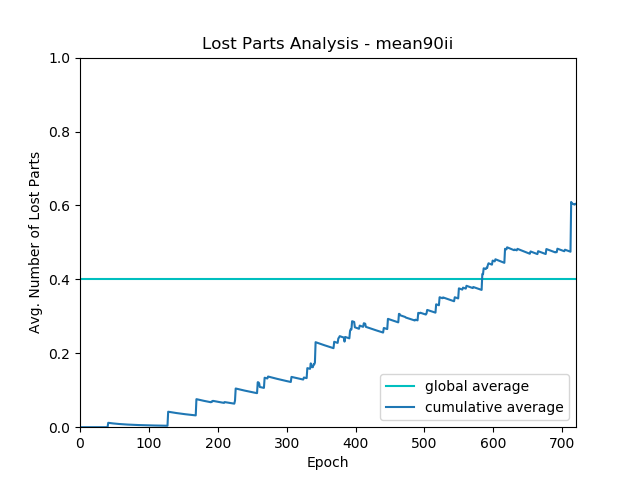 Lost Parts Analysis - mean90ii
Avg. Number of Lost Parts
1.0
0.8
0.6
0.4
0.2
0.0
global average
cumulative average
0 100 200 300 400 500 600 700
Epoch